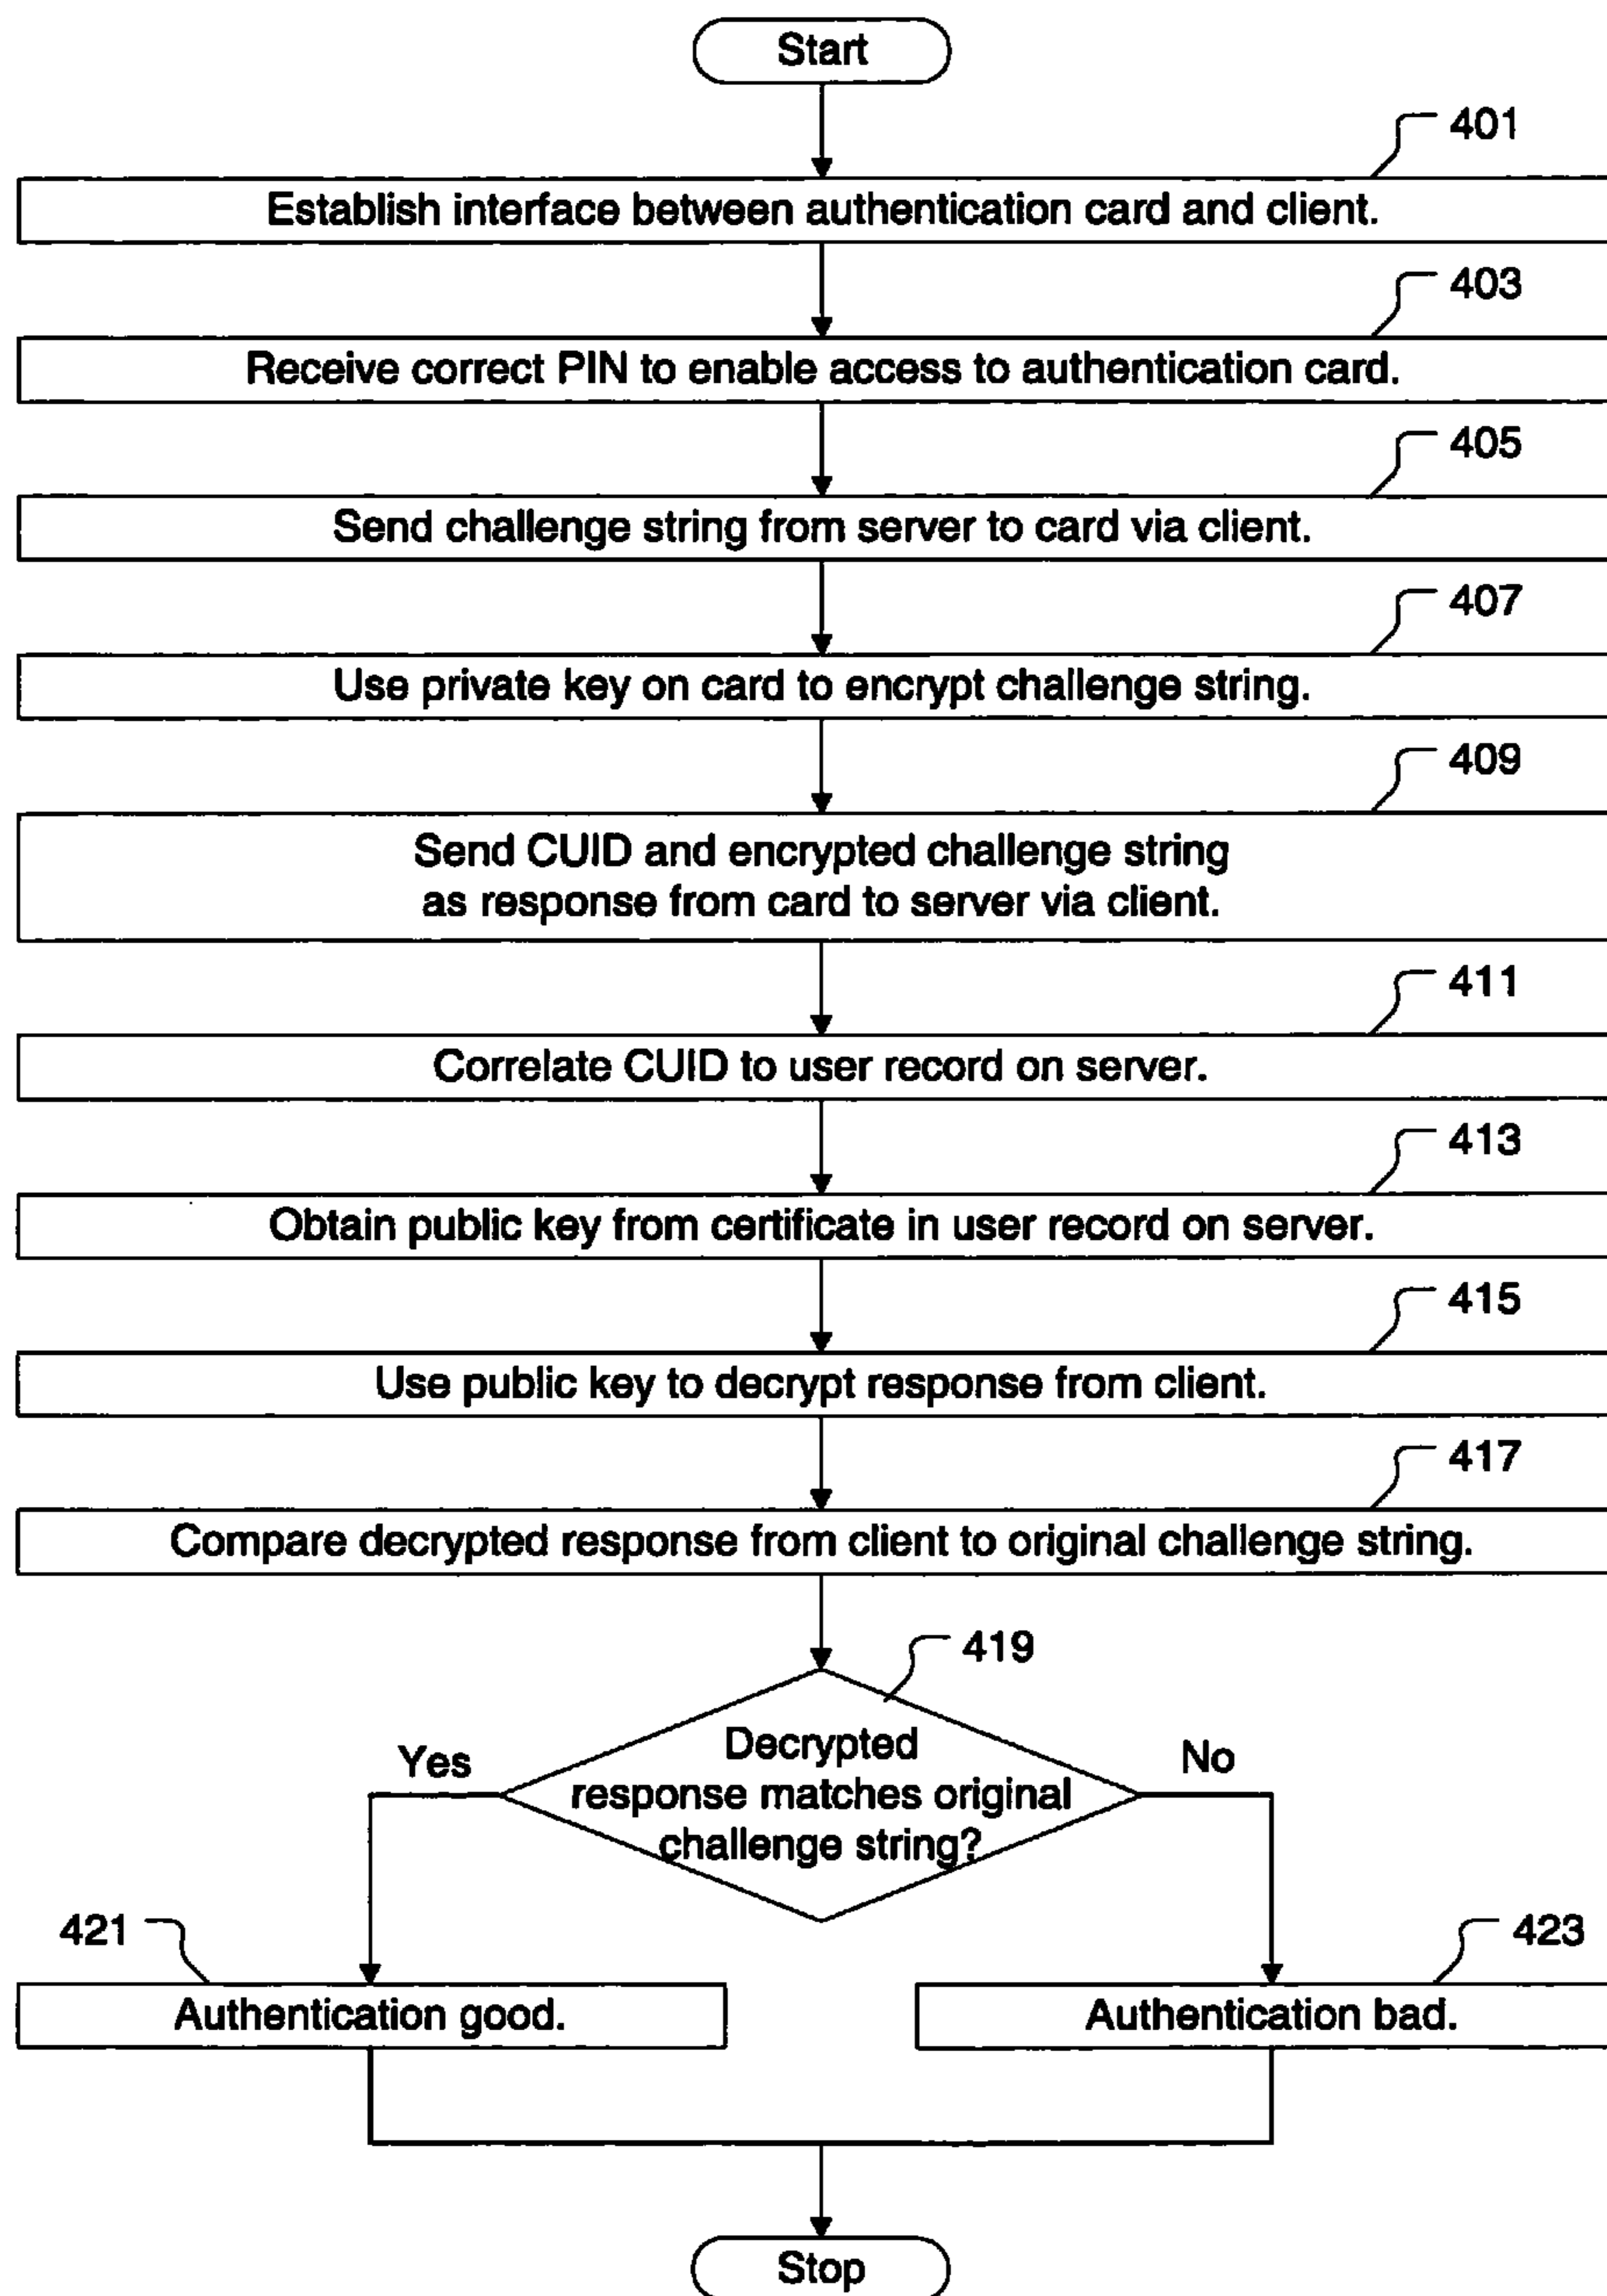 Start
401
Establish interface between authentication card and client.
403
Receive correct PIN to enable access to authentication card.
405
Send challenge string from server to card via client.
407
Use private key on card to encrypt challenge string.
409
Send CUID and encrypted challenge string
as response from card to server via client.
411
Correlate CUID to user record on server.
413
Obtain public key from certificate in user record on server.
415
Use public key to decrypt response from client.
417
Compare decrypted response from client to original challenge string.
419
Decrypted
response matches original
challenge string?
Yes
No
421
Authentication good.
423
Authentication bad.
Stop